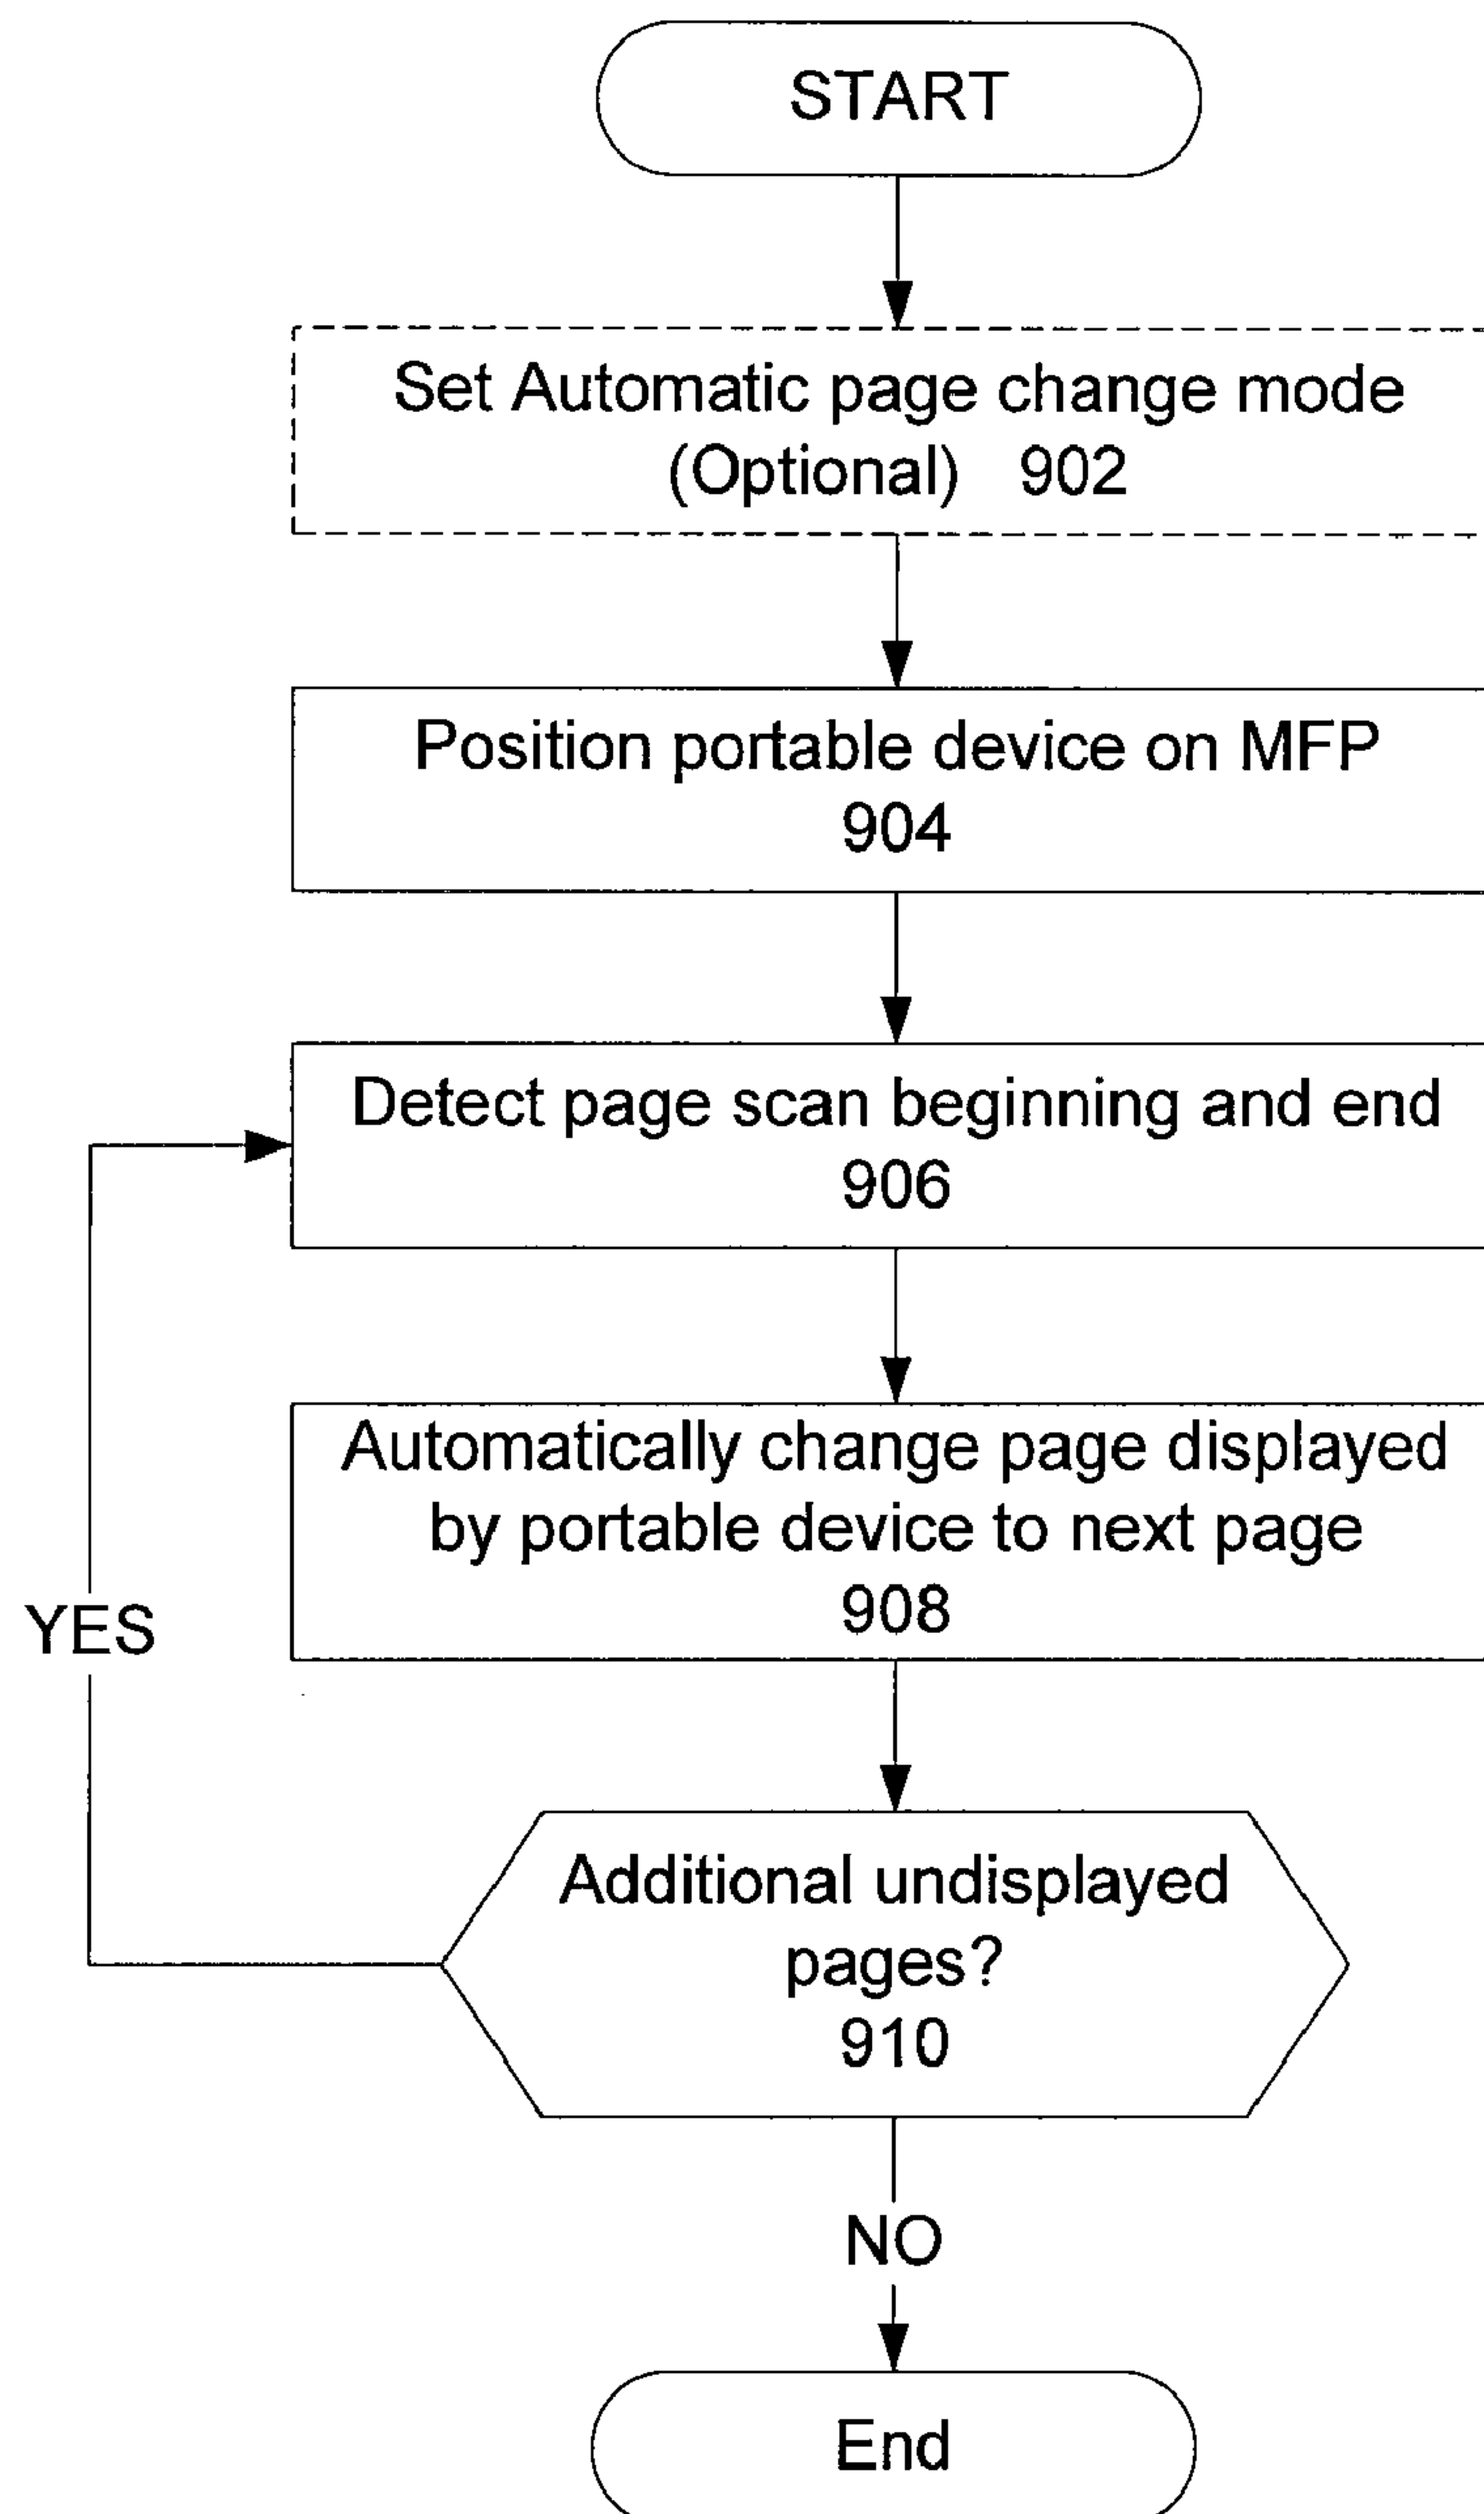 START
Set Automatic page change mode
(Optional) 902
Position portable device on MFP
904
Detect page scan beginning and end
906
Automatically change page displayed
by portable device to next page
908
YES
Additional undisplayed
pages?
910
NO
End